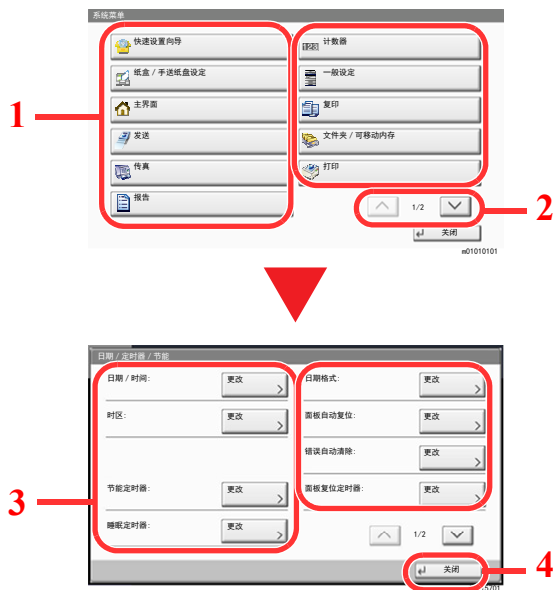 系统菜单
快速设置向导
计数器
纸盒 / 手送纸盘设定
一般设定
主界面
复印
1
发送
文件夹 / 可移动内存
传真
打印
报告
1/2
2
关闭
m01010101
日期 / 定时器 / 节能
日期 / 时间:
更改
日期格式:
更改
时区:
更改
面板自动复位:
更改
错误自动清除:
更改
3
节能定时器:
更改
面板复位定时器:
更改
睡眠定时器:
更改
1/2
关闭
4